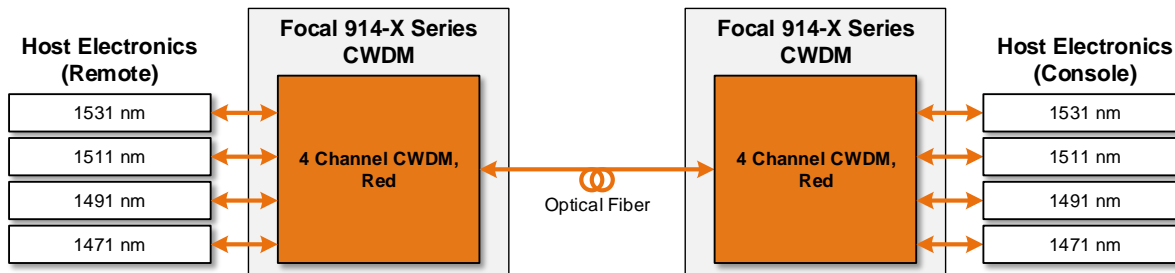 Host Electronics
(Remote)
1531 nm
1511 nm
1491 nm
1471 nm
Focal 914-X Series
CWDM
4 Channel CWDM,
Red
Optical Fiber
Focal 914-X Series
CWDM
4 Channel CWDM,
Red
Host Electronics
(Console)
1531 nm
1511 nm
1491 nm
1471 nm